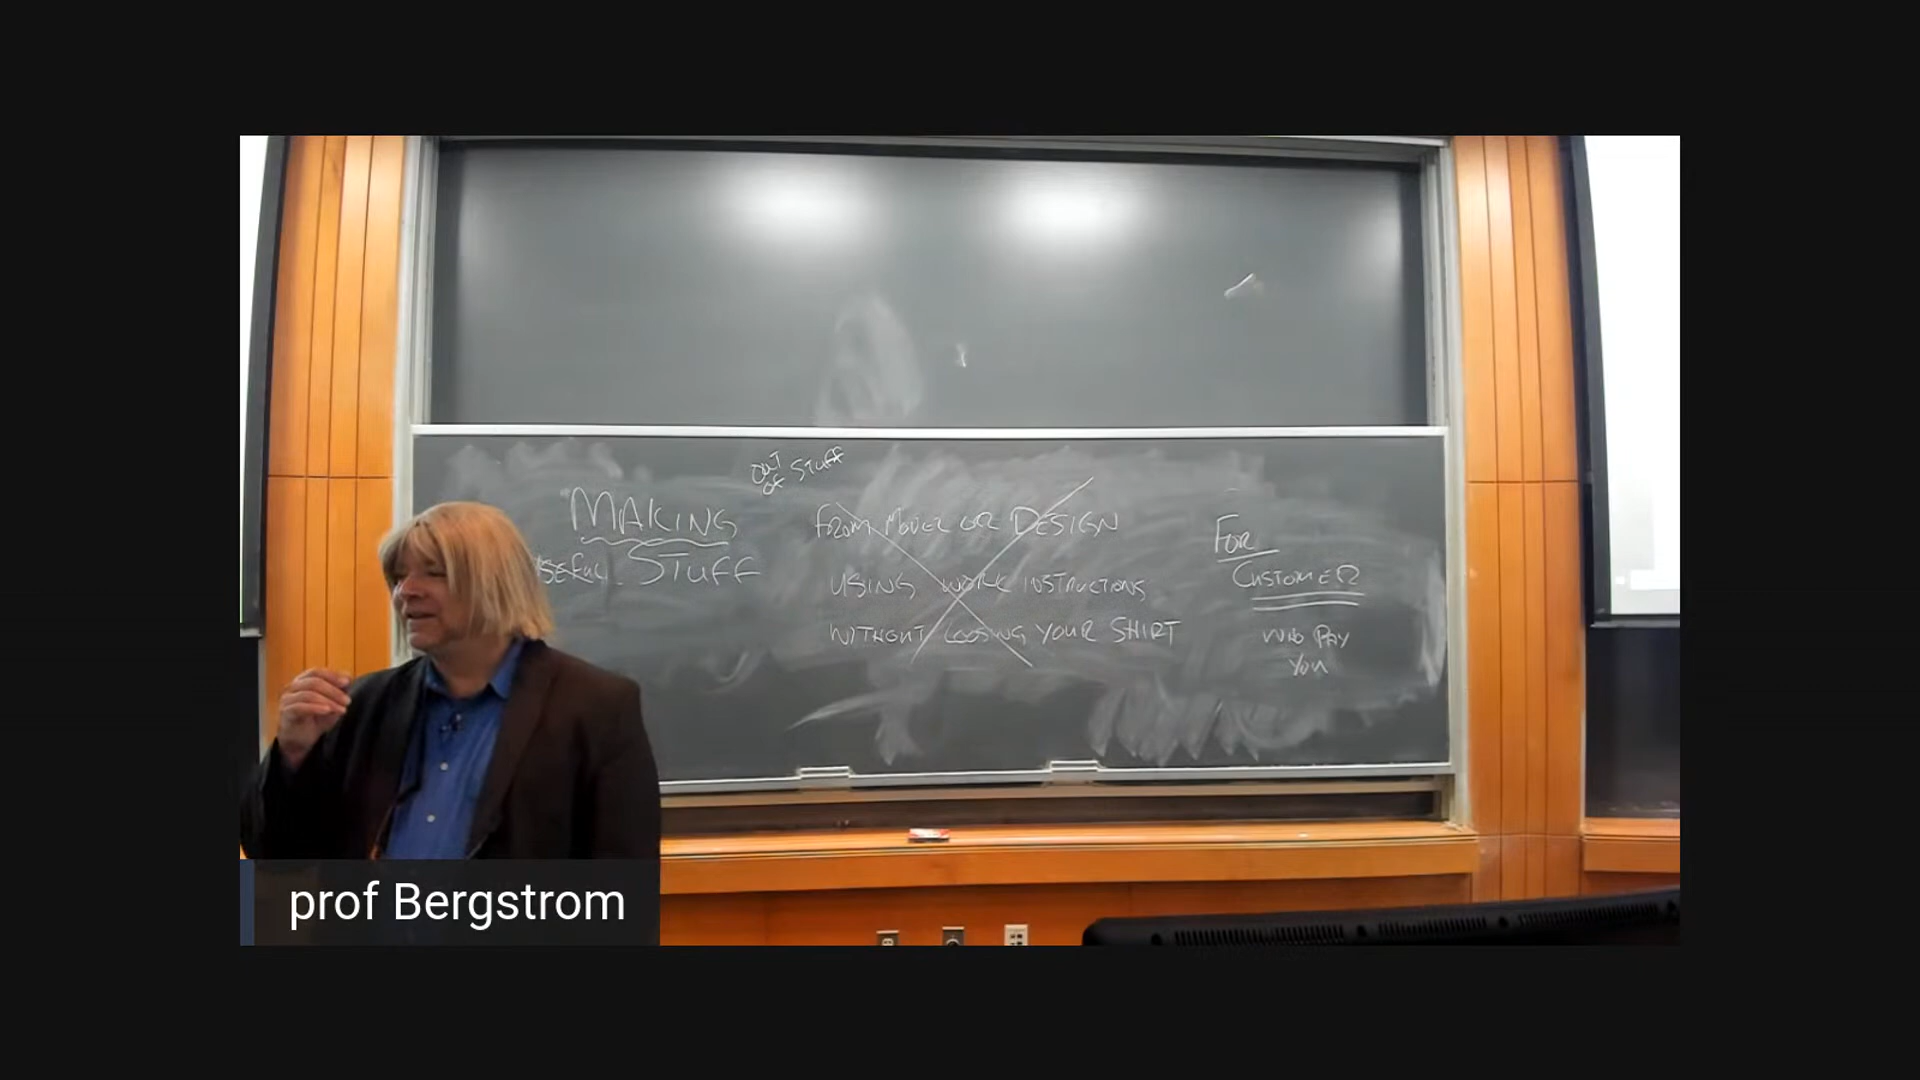 OUT
OF STUFF
MAKING
SEFUL STUFF
FROM MODEL OR DESIGN
USING WORK INSTRUCTIONS
WITHOUT LOOSING YOUR SHIRT
FOR
CUSTOMER
WHO PAY
YOU
prof Bergstrom